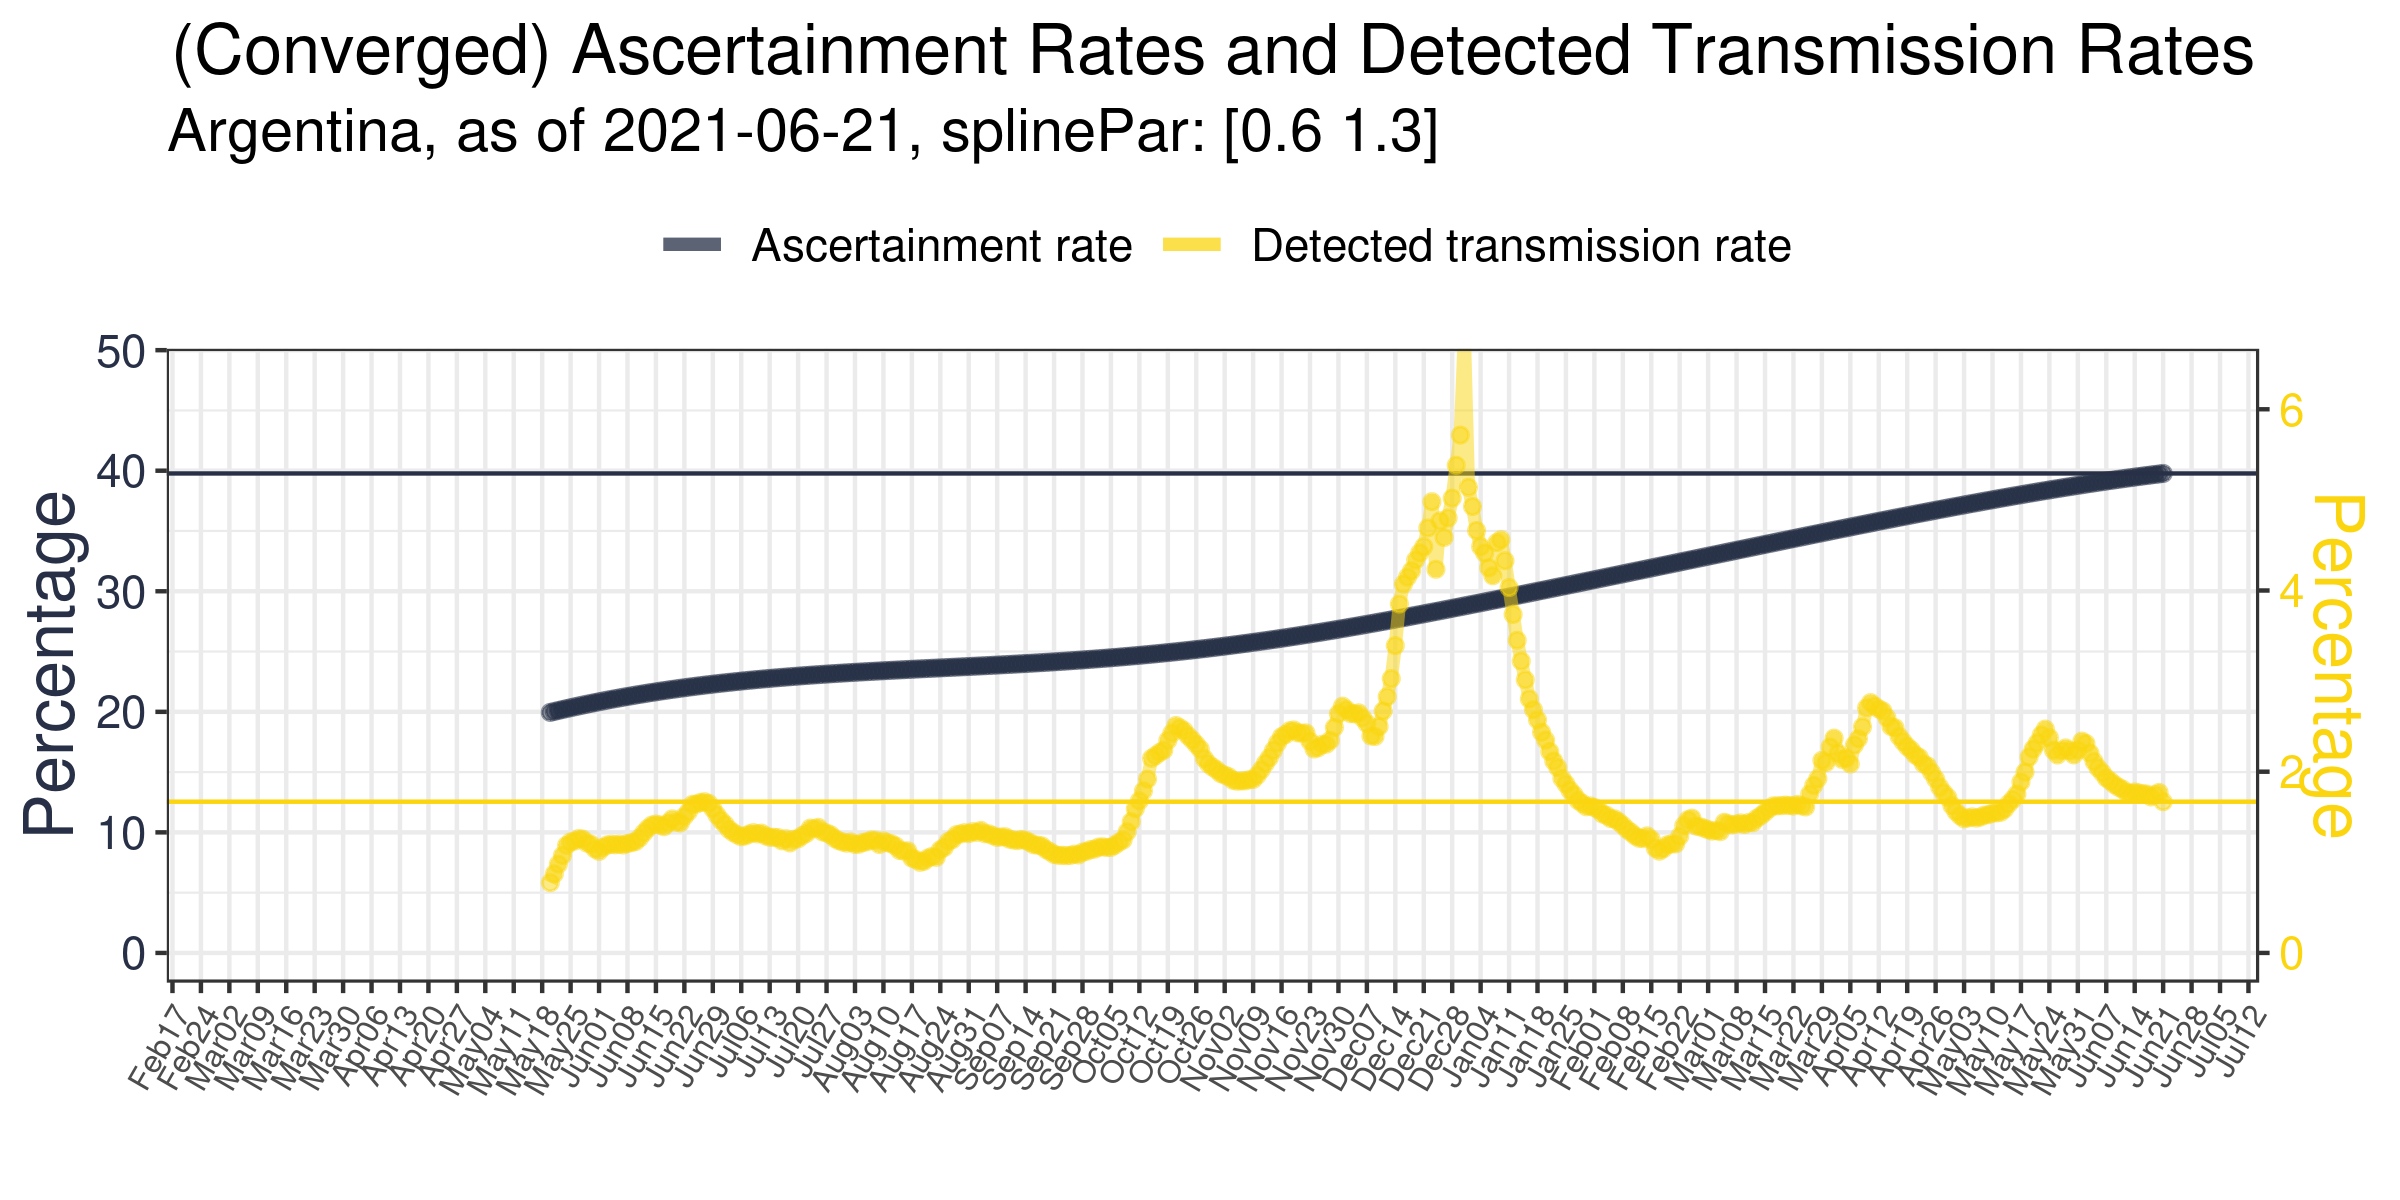 (Converged) Ascertainment Rates and Detected Transmission Rates
Argentina, as of 2021-06-21, splinePar: [0.6 1.3]
Ascertainment rate
Detected transmission rate
Percentage
50
40
30
20
10
0
6
4
2
0
Percentage
Feb17
Feb24
Mar02
Mar09
Mar16
Mar23
Mar30
Apr06
Apr13
Apr20
Apr27
May04
May11
May18
May25
Jun01
Jun08
Jun15
Jun22
Jun29
Jul06
Jul13
Jul20
Jul27
Aug03
Aug10
Aug17
Aug24
Aug31
Sep07
Sep14
Sep21
Sep28
Oct05
Oct12
Oct19
Oct26
Nov02
Nov09
Nov16
Nov23
Nov30
Dec07
Dec14
Dec21
Dec28
Jan04
Jan11
Jan18
Jan25
Feb01
Feb08
Feb15
Feb22
Mar01
Mar08
Mar15
Mar22
Mar29
Apr05
Apr12
Apr19
Apr26
May03
May10
May17
May24
May31
Jun07
Jun14
Jun21
Jun28
Jul05
Jul12